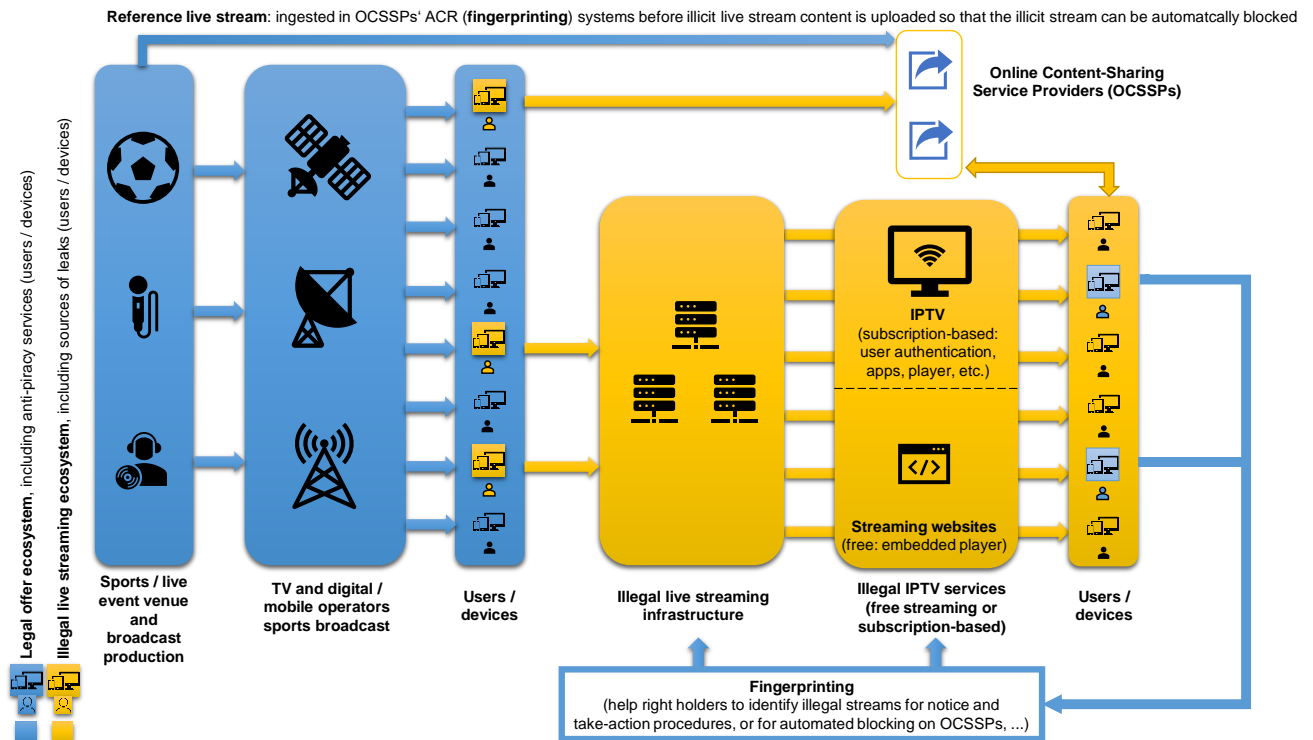 Reference live stream: ingested in OCSSPs‘ ACR (fingerprinting) systems before illicit live stream content is uploaded so that the illicit stream can be automatcally blocked
Legal offer ecosystem, including anti-piracy services (users / devices)
Illegal live streaming ecosystem, including sources of leaks (users / devices)
Online Content-Sharing
Service Providers (OCSSPs)
IPTV
(subscription-based:
user authentication,
apps, player, etc.)
</>
Streaming websites
(free: embedded player)
Sports / live
event venue
and
broadcast
production
TV and digital /
mobile operators
sports broadcast
Users /
devices
Illegal live streaming
infrastructure
Illegal IPTV services
(free streaming or
subscription-based)
Users /
devices
Fingerprinting
(help right holders to identify illegal streams for notice and
take-action procedures, or for automated blocking on OCSSPs, ...)